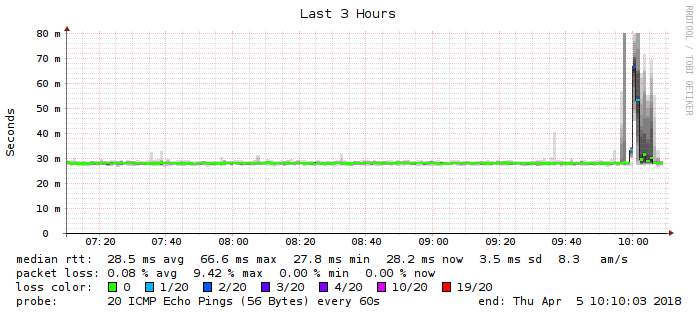 Last 3 Hours
RRDTOOL / TOBI OETIKER
Seconds
80 m
70 m
60 m
50 m
40 m
30 m
20 m
10 m
0
07:20 07:40 08:00 08:20 08:40 09:00 09:20 09:40 10:00
median rtt: 28.5 ms avg 66.6 ms max 27.8 ms min 28.2 ms now 3.5 ms sd 8.3 am/s
packet loss: 0.08 % avg 9.42 % max 0.00 % min 0.00 % now
loss color: 0 1/20 2/20 3/20 4/20 10/20 19/20
probe: 20 ICMP Echo Pings (56 Bytes) every 60s end: Thu Apr 5 10:10:03 2018